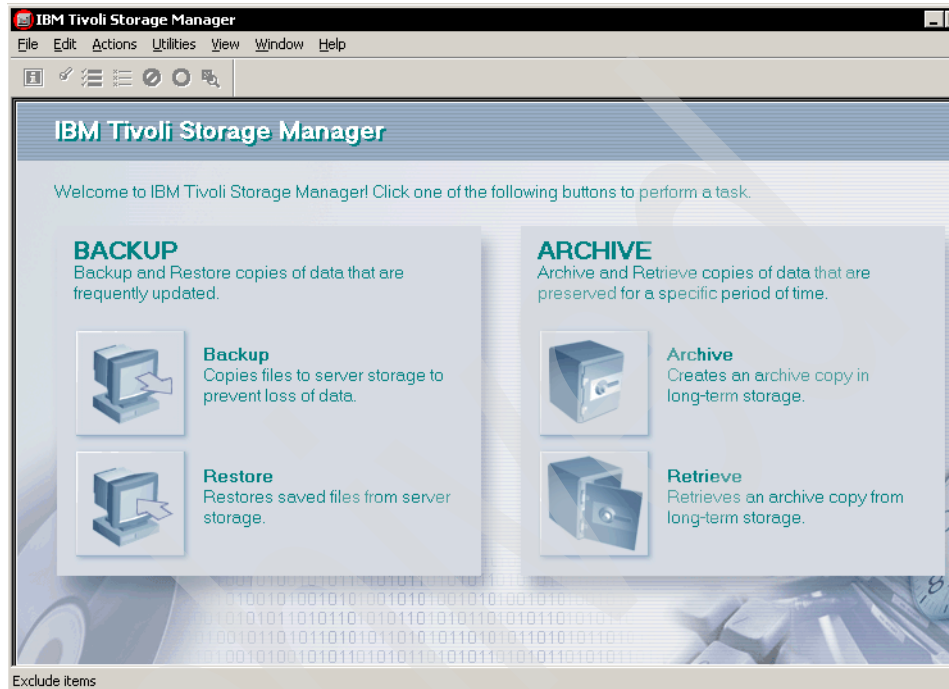 IBM Tivoli Storage Manager
File Edit Actions Utilities View Window Help
IBM Tivoli Storage Manager
Welcome to IBM Tivoli Storage Manager! Click one of the following buttons to perform a task.
BACKUP
Backup and Restore copies of data that are
frequently updated.
Backup
Copies files to server storage to
prevent loss of data.
Restore
Restores saved files from server
storage.
ARCHIVE
Archive and Retrieve copies of data that are
preserved for a specific period of time.
Archive
Creates an archive copy in
long-term storage.
Retrieve
Retrieves an archive copy from
long-term storage.
Exclude items